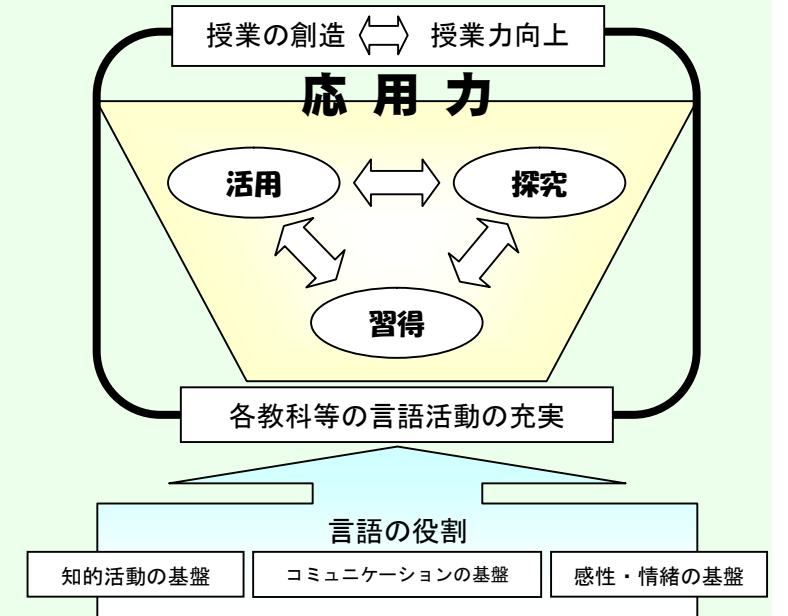 授業の創造 ⇔ 授業力向上
応用力
活用
探究
習得
各教科等の言語活動の充実
言語の役割
知的活動の基盤
コミュニケーションの基盤
感性・情緒の基盤